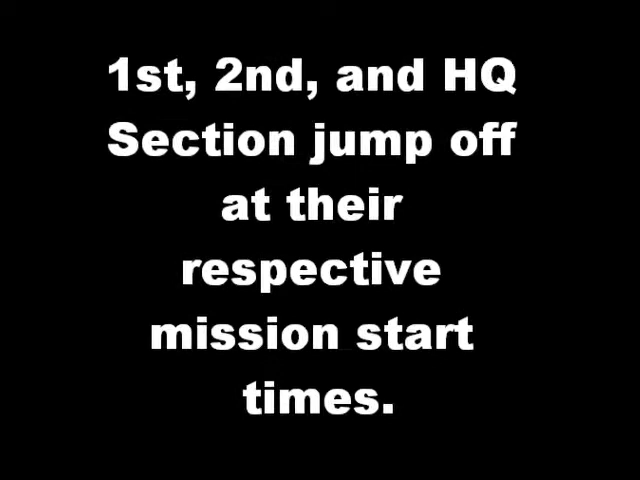 1st, 2nd, and HQ
Section jump off
at their
respective
mission start
times.